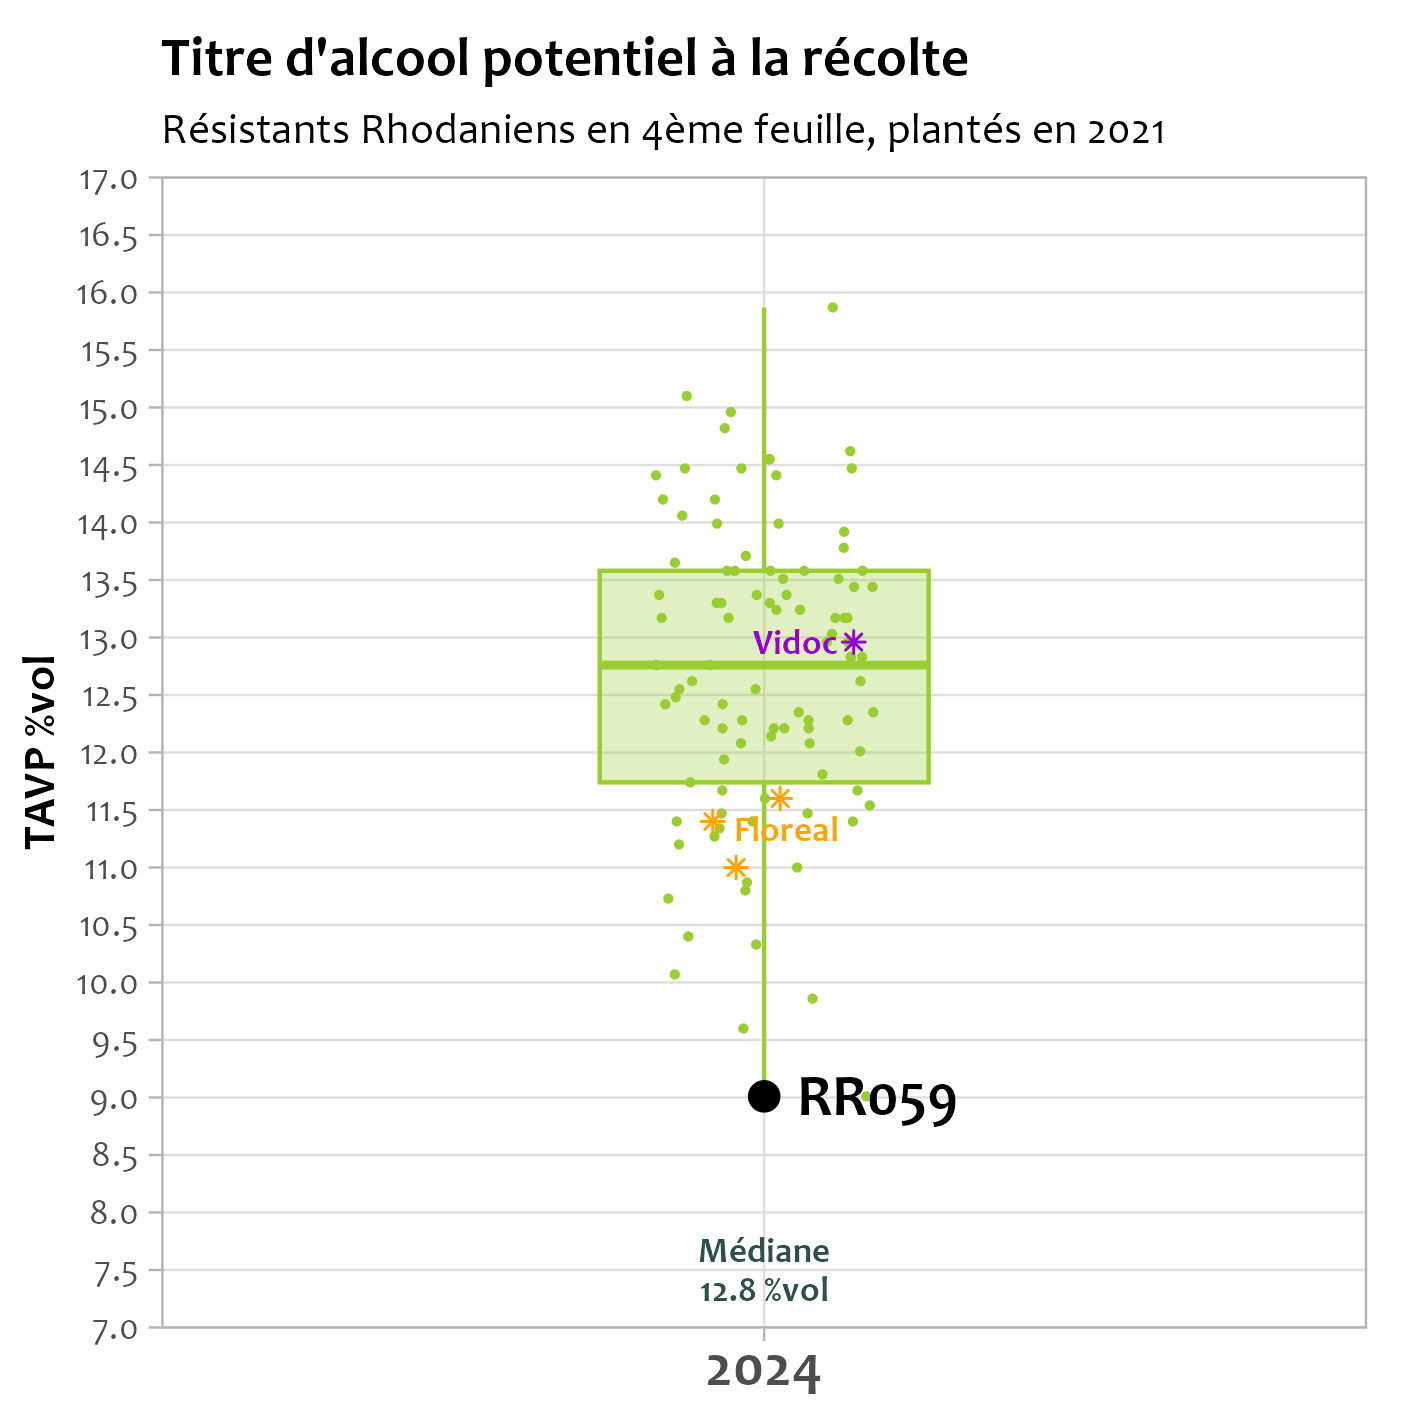 Titre d'alcool potentiel à la récolte
Résistants Rhodaniens en 4ème feuille, plantés en 2021
TAVP %vol
17.0
16.5
16.0
15.5
15.0
14.5
14.0
13.5
13.0
12.5
12.0
11.5
11.0
10.5
10.0
9.5
9.0
8.5
8.0
7.5
7.0
Vidoc
Floreal
RR059
Médiane
12.8 %vol
2024